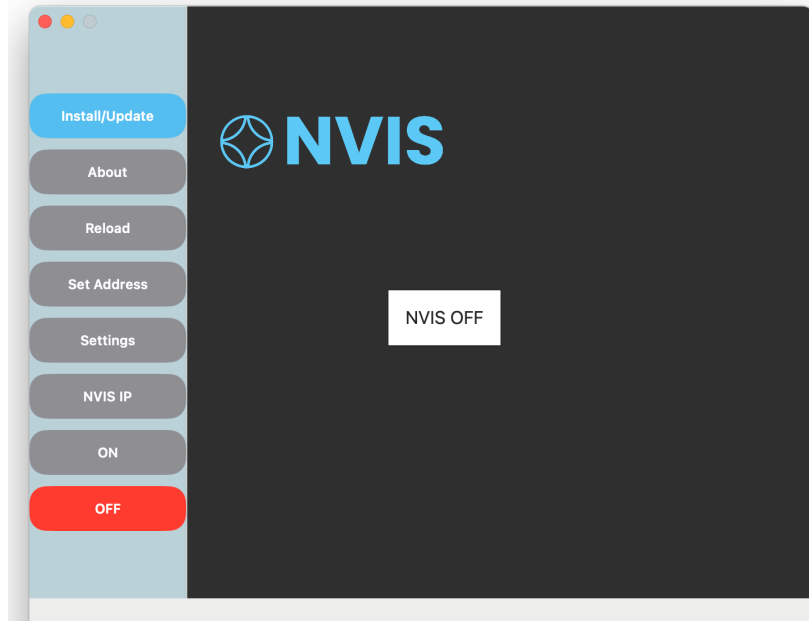 Install/Update
About
Reload
Set Address
Settings
NVIS IP
ON
OFF
NVIS
NVIS OFF